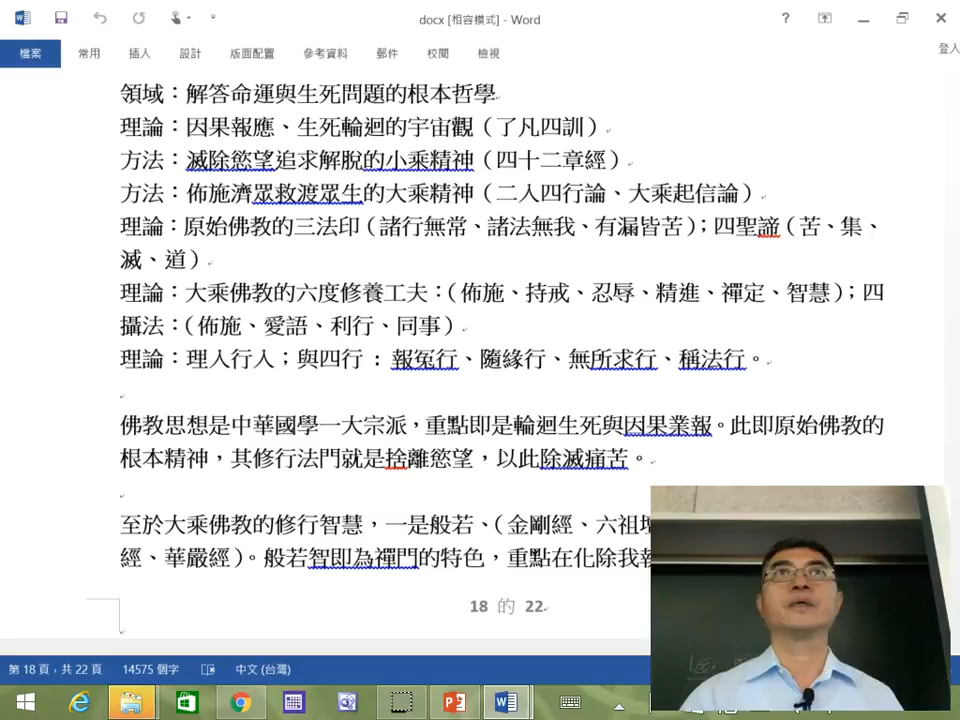 docx [相容模式] - Word
登入
檔案 常用 插入 設計 版面配置 參考資料 郵件 校閱 檢視
領域：解答命運與生死問題的根本哲學
理論：因果報應、生死輪迴的宇宙觀（了凡四訓）
方法：滅除慾望追求解脫的小乘精神（四十二章經）
方法：佈施濟眾救渡眾生的大乘精神（二入四行論、大乘起信論）
理論：原始佛教的三法印（諸行無常、諸法無我、有漏皆苦）；四聖諦（苦、集、
滅、道）
理論：大乘佛教的六度修養工夫：（佈施、持戒、忍辱、精進、禪定、智慧）；四
攝法：（佈施、愛語、利行、同事）
理論：理入行入；與四行：報冤行、隨緣行、無所求行、稱法行。
佛教思想是中華國學一大宗派，重點即是輪迴生死與因果業報。此即原始佛教的
根本精神，其修行法門就是捨離慾望，以此除滅痛苦。
至於大乘佛教的修行智慧，一是般若、（金剛經、六祖
經、華嚴經）。般若智即為禪門的特色，重點在化除我
18 的 22
第 18 頁，共 22 頁 14575 個字 中文 (台灣)